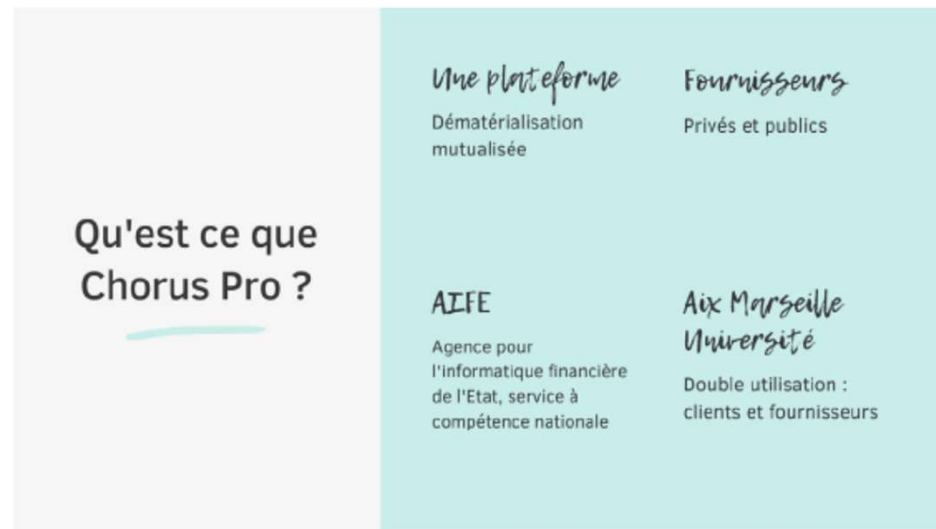 Qu'est ce que
Chorus Pro ?
Une plateforme
Dématérialisation
mutualisée
Fournisseurs
Privés et publics
AIFE
Agence pour
l'informatique financière
de l'Etat, service à
compétence nationale
Aix Marseille
Université
Double utilisation :
clients et fournisseurs